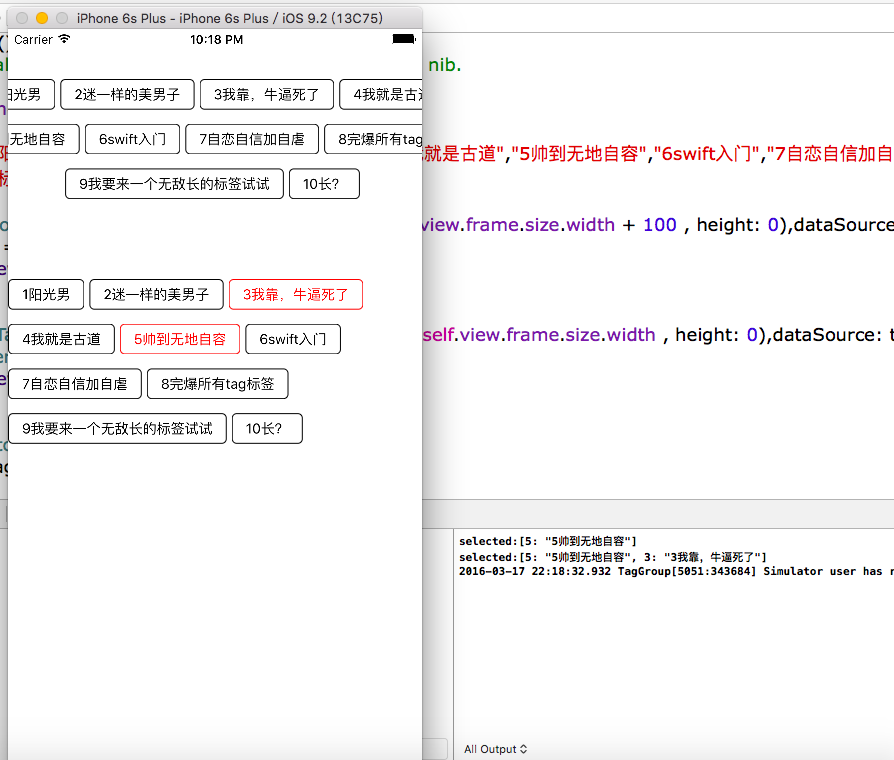 iPhone 6s Plus - iPhone 6s Plus / iOS 9.2 (13C75)
Carrier 10:18 PM
nib.
阳光男 2迷一样的美男子 3我靠，牛逼死了 4我就是古道
无地自容 6swift入门 7自恋自信加自虐 8完爆所有tag
就是古道","5帅到无地自容","6swift入门","7自恋自信加自
9我要来一个无敌长的标签试试 10长？
view.frame.size.width + 100 , height: 0),dataSource
1阳光男 2迷一样的美男子 3我靠，牛逼死了
4我就是古道 5帅到无地自容 6swift入门
self.view.frame.size.width , height: 0),dataSource: t
7自恋自信加自虐 8完爆所有tag标签
9我要来一个无敌长的标签试试 10长？
selected:[5: "5帅到无地自容"]
selected:[5: "5帅到无地自容", 3: "3我靠，牛逼死了"]
2016-03-17 22:18:32.932 TagGroup[5051:343684] Simulator user has
All Output